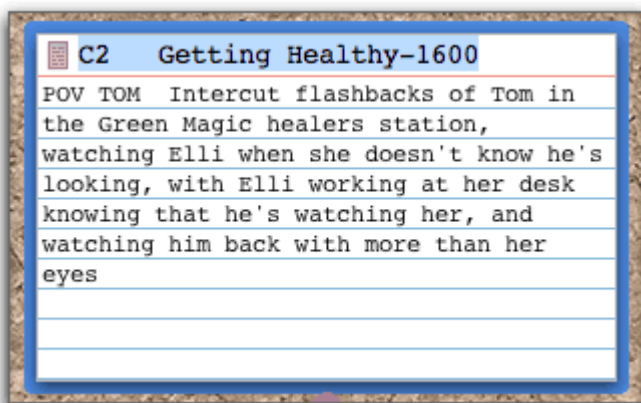 C2 Getting Healthy-1600
POV TOM Intercut flashbacks of Tom in
the Green Magic healers station,
watching Elli when she doesn't know he's
looking, with Elli working at her desk
knowing that he's watching her, and
watching him back with more than her
eyes